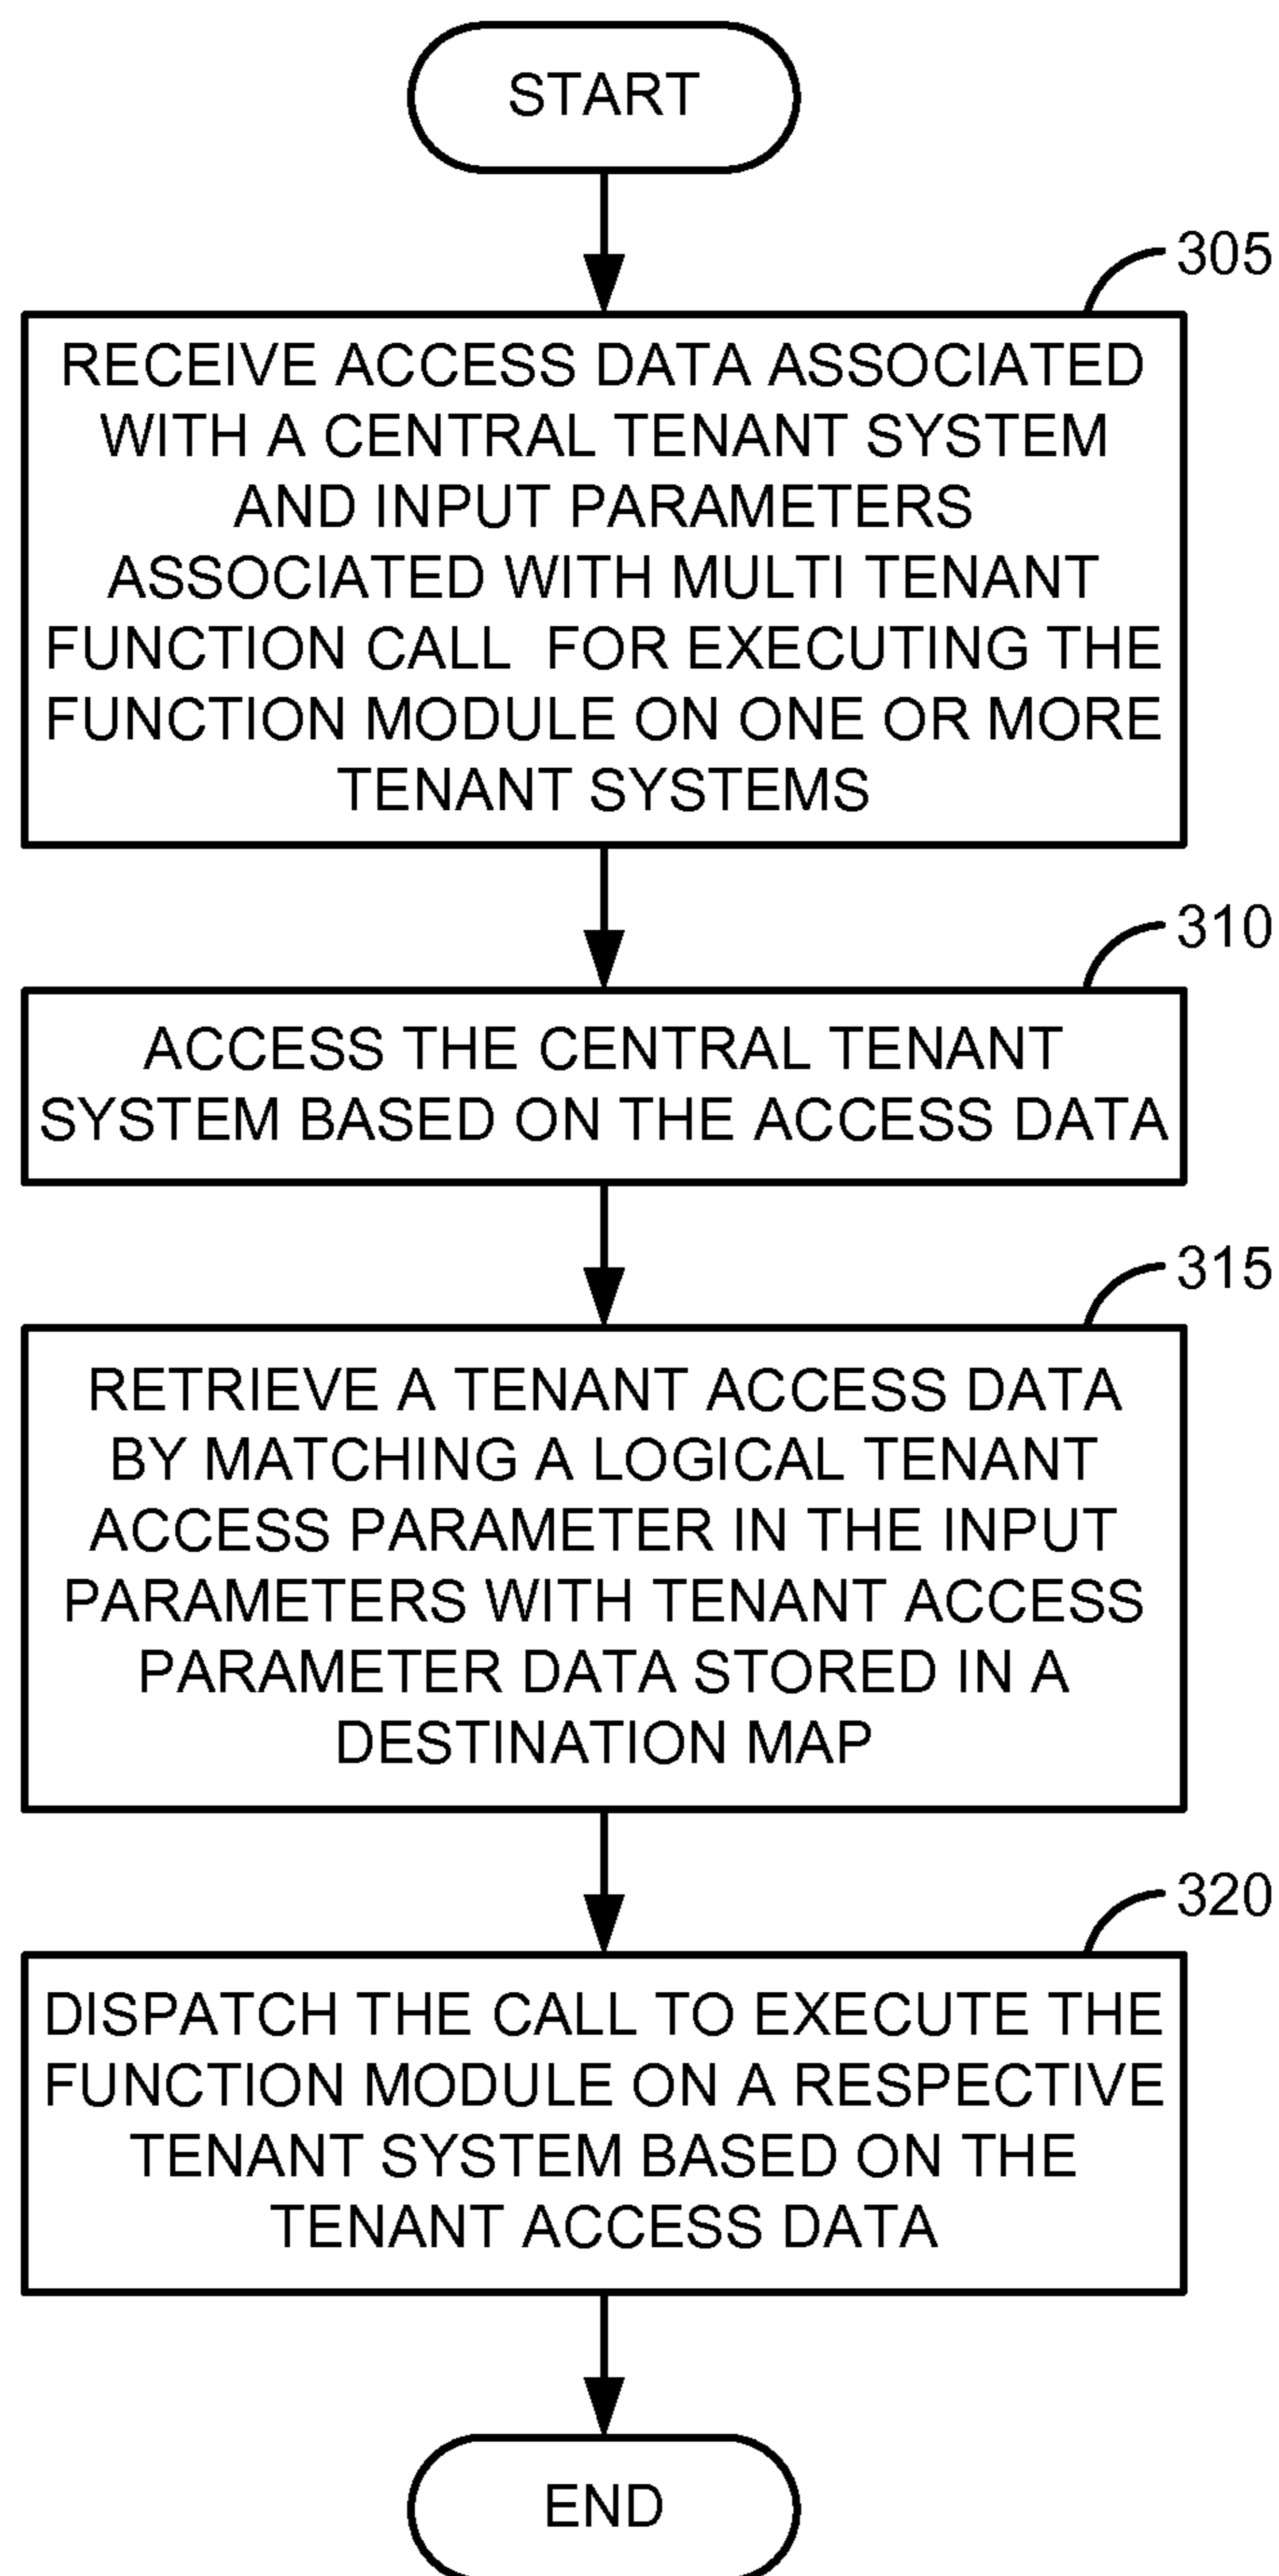 START
305
RECEIVE ACCESS DATA ASSOCIATED
WITH A CENTRAL TENANT SYSTEM
AND INPUT PARAMETERS
ASSOCIATED WITH MULTI TENANT
FUNCTION CALL  FOR EXECUTING THE
FUNCTION MODULE ON ONE OR MORE
TENANT SYSTEMS
310
ACCESS THE CENTRAL TENANT
SYSTEM BASED ON THE ACCESS DATA
315
RETRIEVE A TENANT ACCESS DATA
BY MATCHING A LOGICAL TENANT
ACCESS PARAMETER IN THE INPUT
PARAMETERS WITH TENANT ACCESS
PARAMETER DATA STORED IN A
DESTINATION MAP
320
DISPATCH THE CALL TO EXECUTE THE
FUNCTION MODULE ON A RESPECTIVE
TENANT SYSTEM BASED ON THE
TENANT ACCESS DATA
END